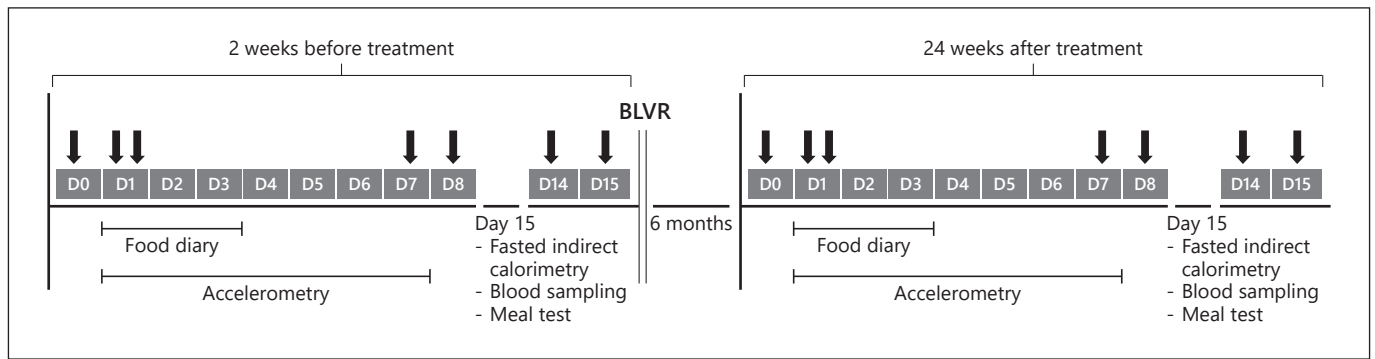 2 weeks before treatment
24 weeks after treatment
BLVR
D0 D1 D2 D3 D4 D5 D6 D7 D8 D14 D15
D0 D1 D2 D3 D4 D5 D6 D7 D8 D14 D15
Food diary
Accelerometry
Day 15
- Fasted indirect
calorimetry
- Blood sampling
- Meal test
6 months
Food diary
Accelerometry
Day 15
- Fasted indirect
calorimetry
- Blood sampling
- Meal test